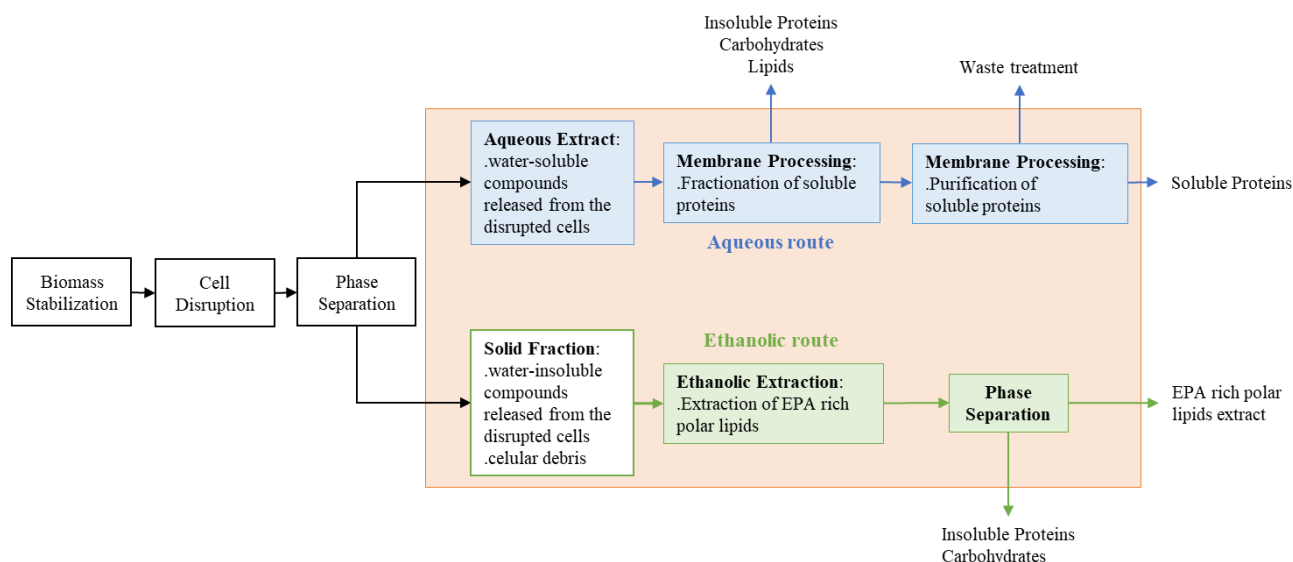 Insoluble Proteins
Carbohydrates
Lipids
Waste treatment
Aqueous Extract:
.water-soluble
compounds
released from the
disrupted cells
Membrane Processing:
.Fractionation of soluble
proteins
Membrane Processing:
.Purification of
soluble proteins
Soluble Proteins
Aqueous route
Biomass
Stabilization
Cell
Disruption
Phase
Separation
Ethanolic route
Solid Fraction:
.water-insoluble
compounds
released from the
disrupted cells
.celular debris
Ethanolic Extraction:
.Extraction of EPA rich
polar lipids
Phase
Separation
EPA rich polar
lipids extract
Insoluble Proteins
Carbohydrates